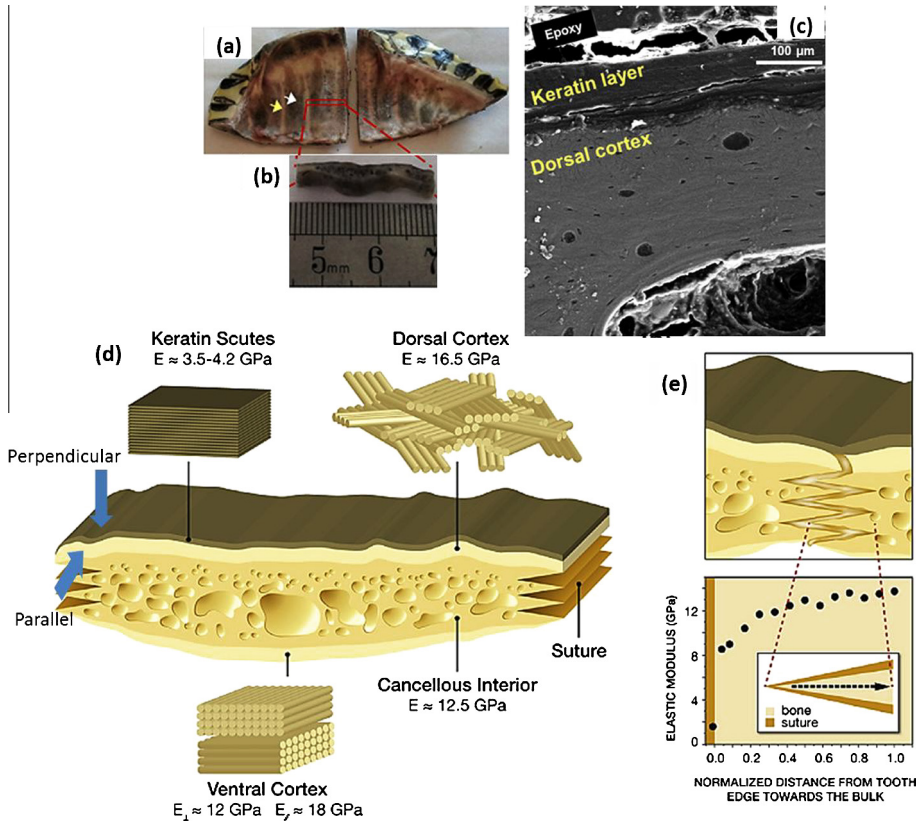 (a)
(b)
5 mm 6 7
Epoxy
(c)
100 µm
Keratin layer
Dorsal cortex
(d)
Keratin Scutes
E ≈ 3.5-4.2 GPa
Dorsal Cortex
E ≈ 16.5 GPa
Perpendicular
Parallel
Suture
Cancellous Interior
E ≈ 12.5 GPa
Ventral Cortex
E⊥ ≈ 12 GPa E∥ ≈ 18 GPa
(e)
ELASTIC MODULUS (GPa)
12
8
4
0
bone
suture
0.0 0.2 0.4 0.6 0.8 1.0
NORMALIZED DISTANCE FROM TOOTH
EDGE TOWARDS THE BULK